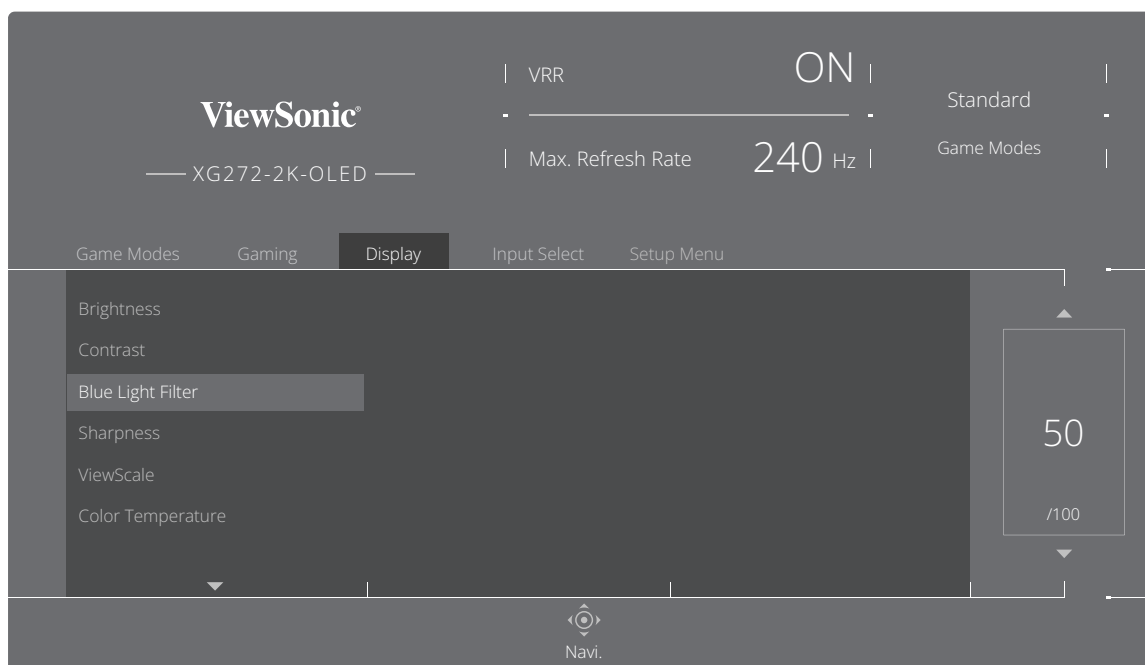 ViewSonic®
XG272-2K-OLED
VRR ON
Max. Refresh Rate 240 Hz
Standard
Game Modes
Game Modes Gaming Display Input Select Setup Menu
Brightness
Contrast
Blue Light Filter
Sharpness
ViewScale
Color Temperature
50
/100
Navi.